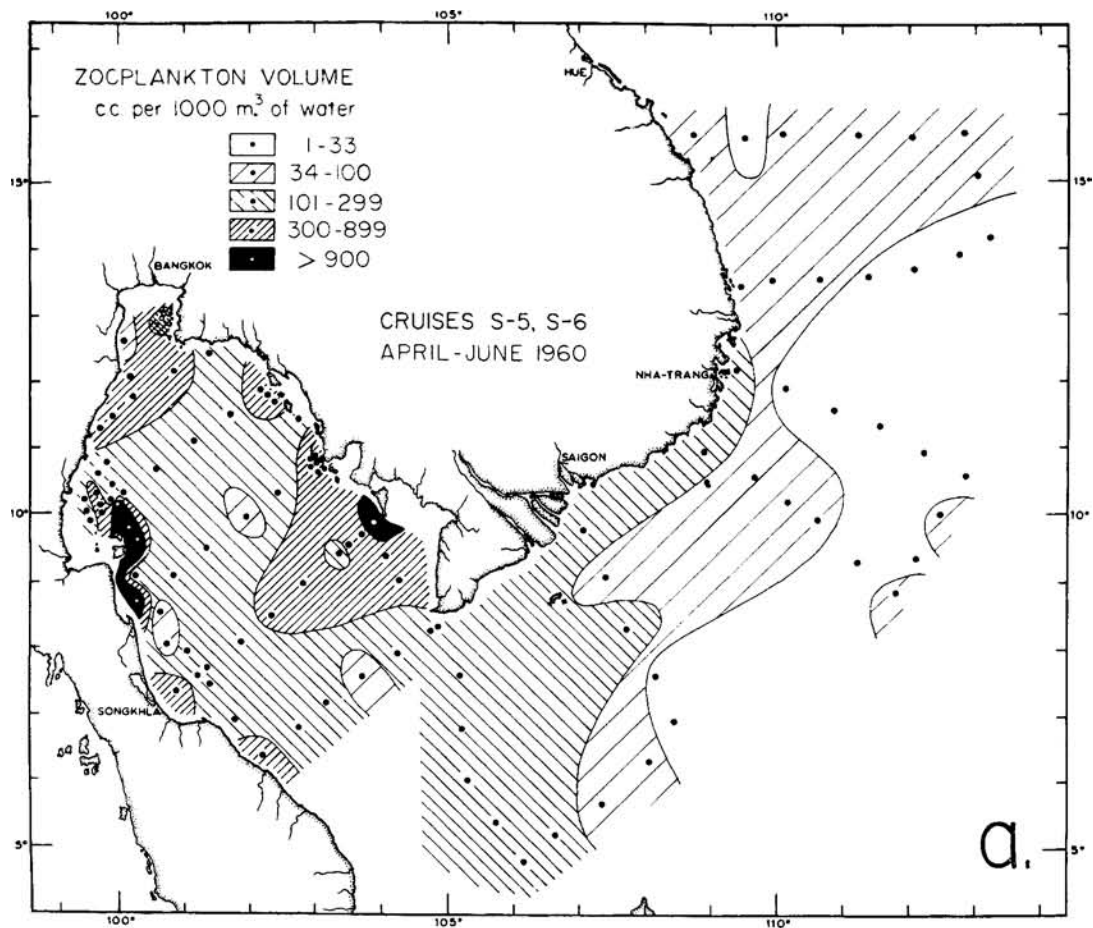 100°
105°
110°
HUE
ZOCPLANKTON VOLUME
c.c. per 1000 m.³ of water
1-33
34-100
101-299
300-899
> 900
15°
15°
BANGKOK
CRUISES S-5, S-6
APRIL-JUNE 1960
NHA-TRANG
SAIGON
10°
10°
SONGKHLA
5°
a.
5°
100°
105°
110°